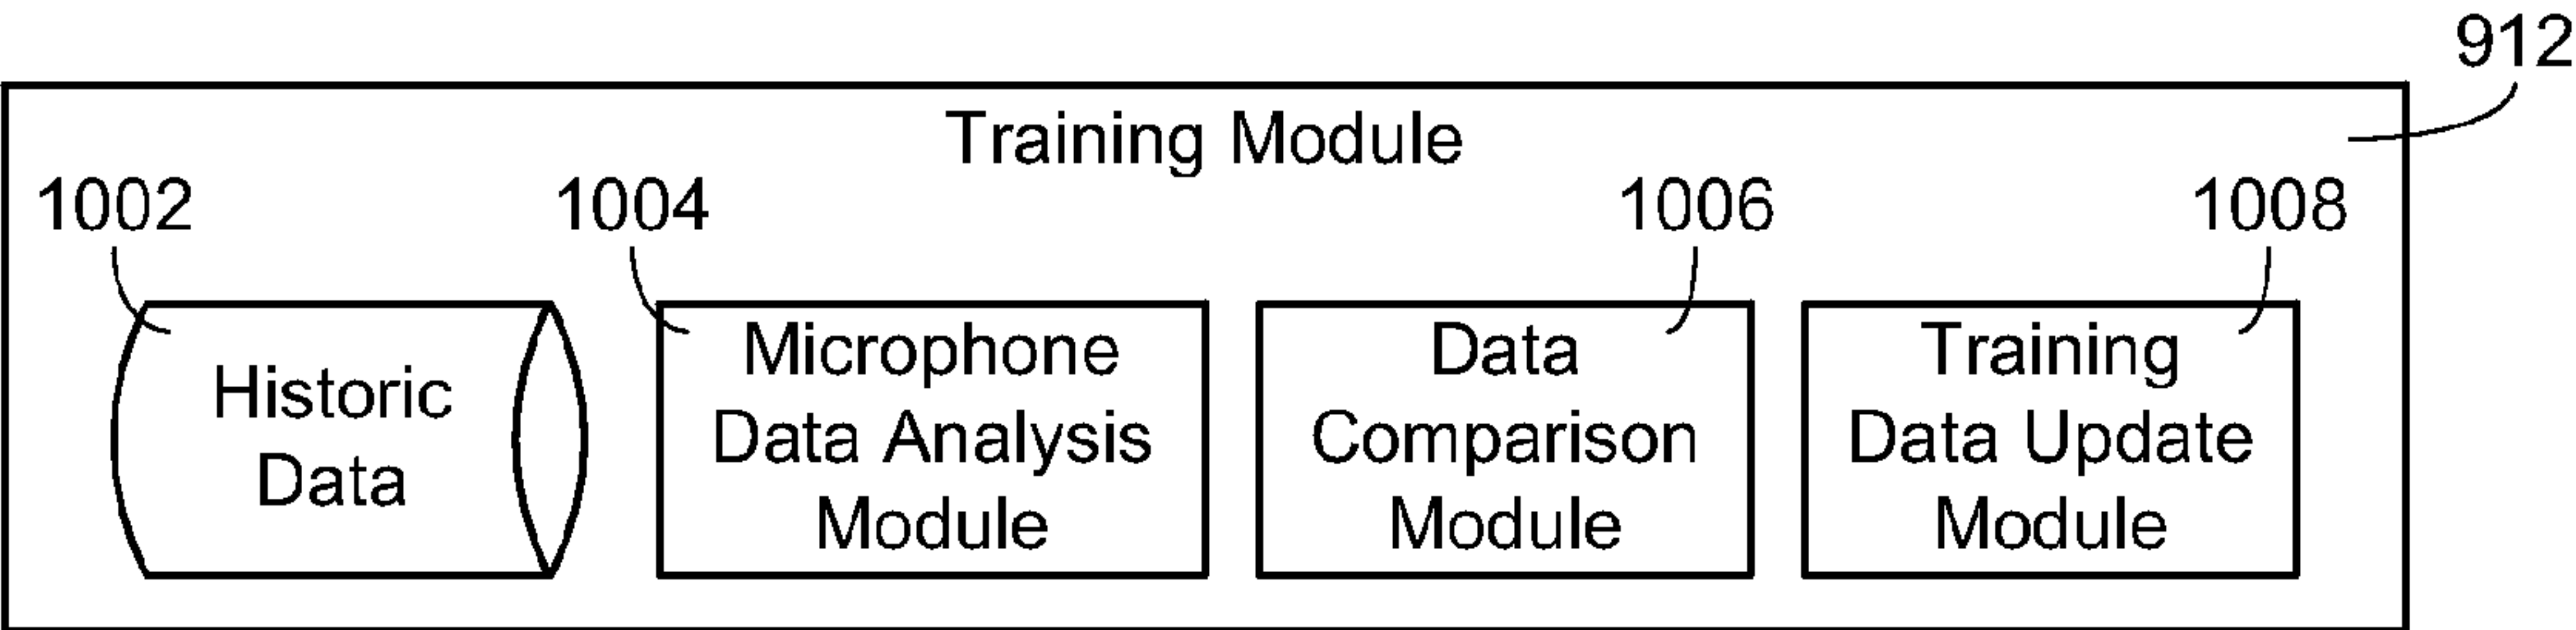 912
Training Module
1002
1004
1006
1008
Historic
Data
Microphone
Data Analysis
Module
Data
Comparison
Module
Training
Data Update
Module